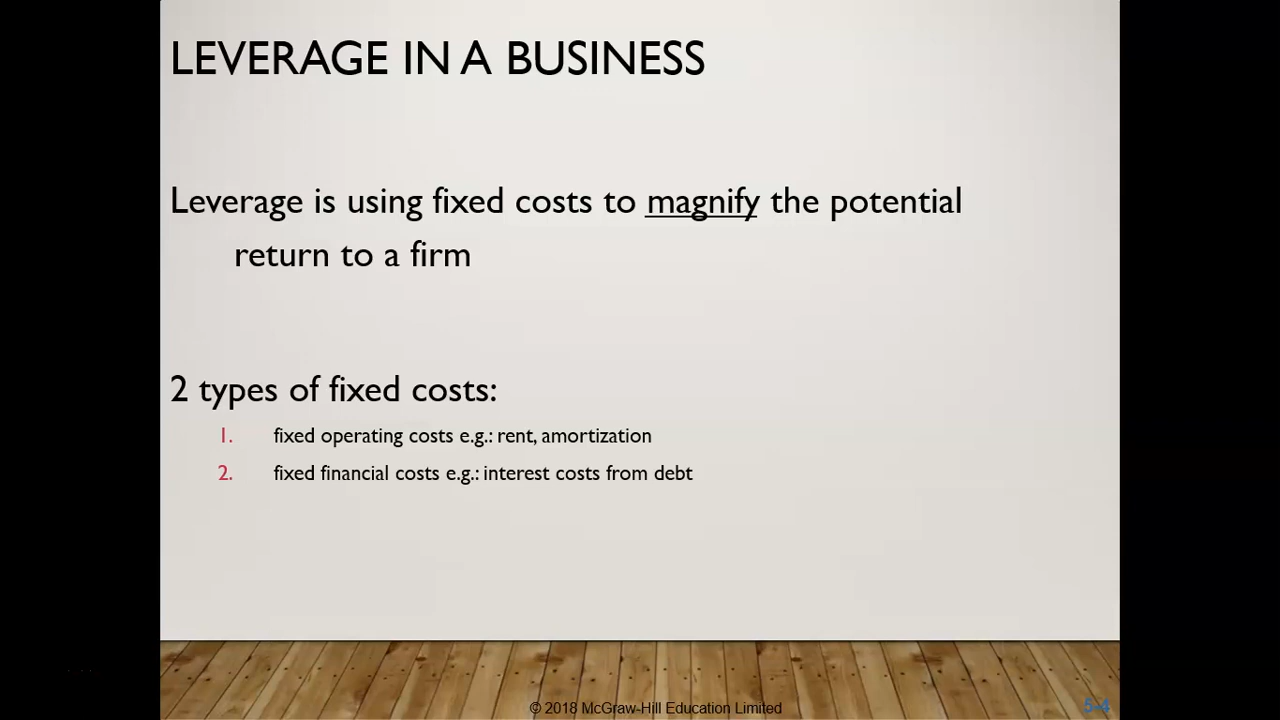 LEVERAGE IN A BUSINESS
Leverage is using fixed costs to magnify the potential
return to a firm
2 types of fixed costs:
1. fixed operating costs e.g.: rent, amortization
2. fixed financial costs e.g.: interest costs from debt
© 2018 McGraw-Hill Education Limited
5-4